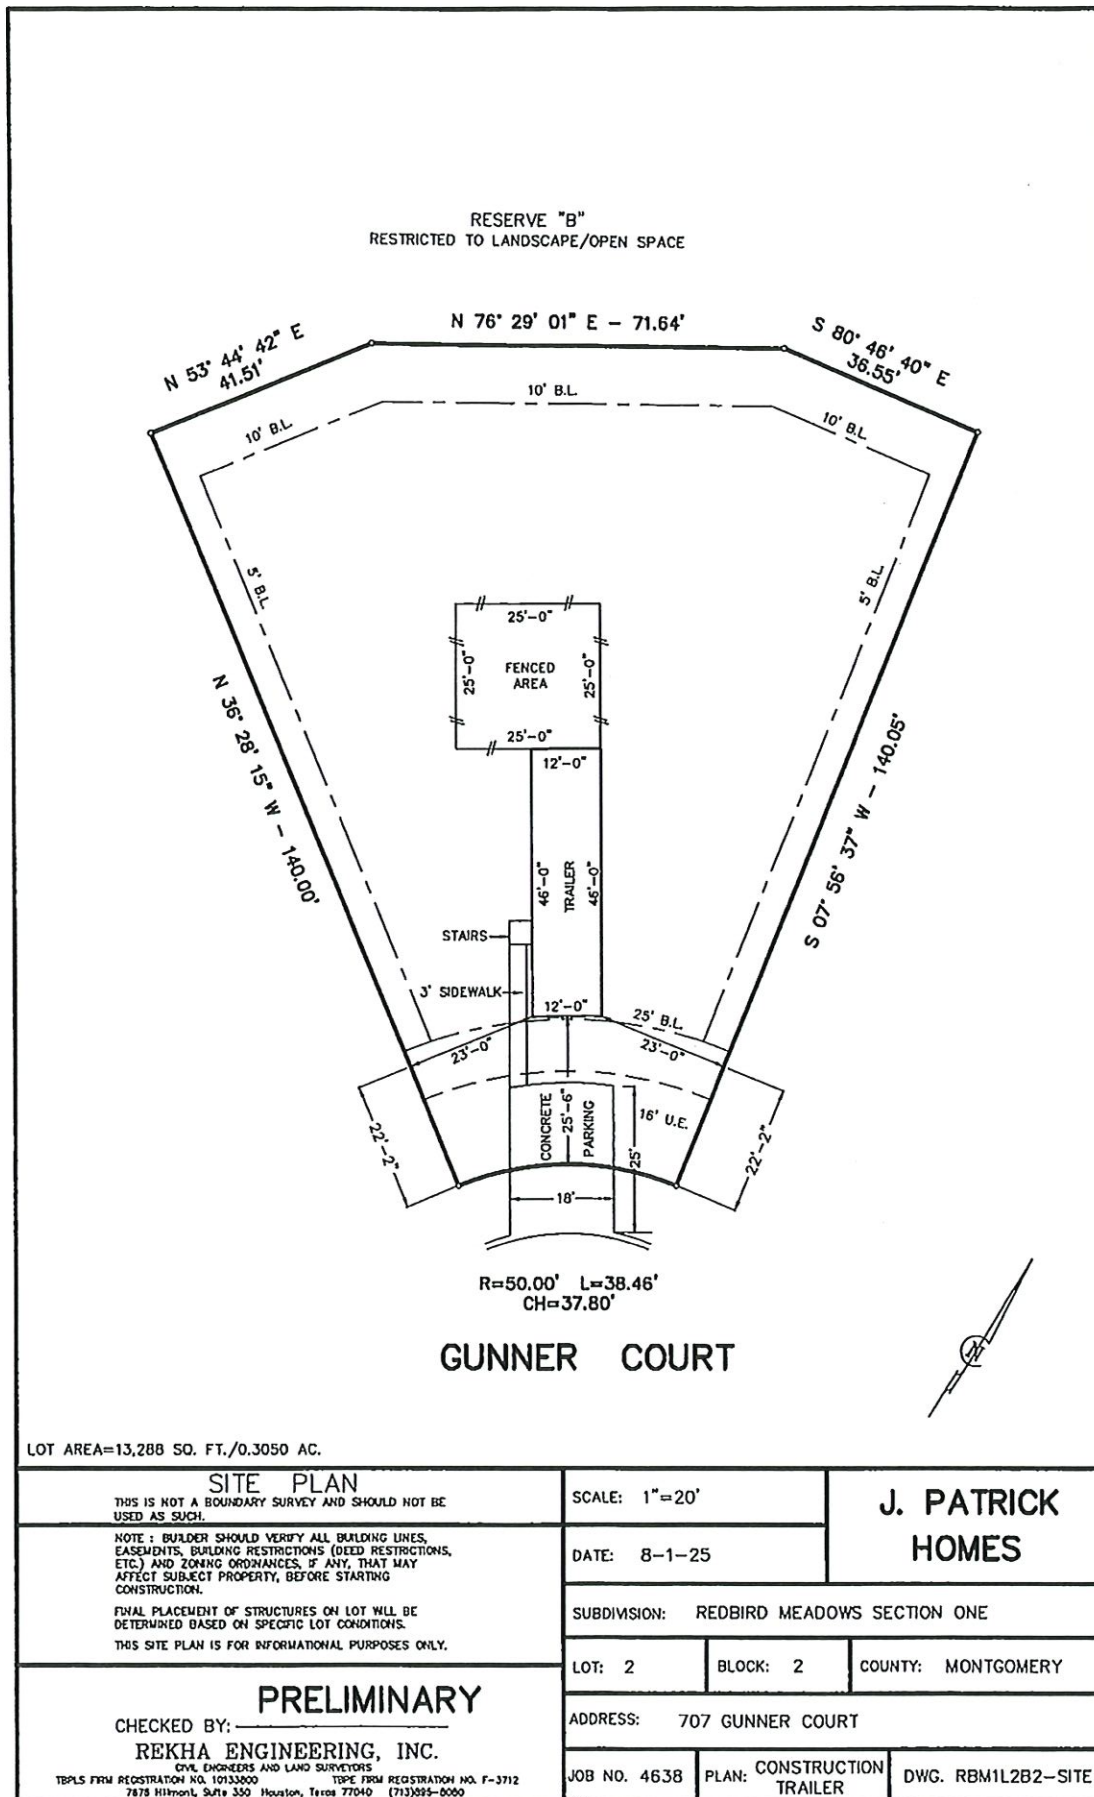 RESERVE "B"
RESTRICTED TO LANDSCAPE/OPEN SPACE
N 53° 44' 42" E
41.51'
N 76° 29' 01" E - 71.64'
S 80° 46' 40" E
36.55'
10' B.L.
10' B.L.
10' B.L.
5' B.L.
5' B.L.
25'-0"
25'-0"
FENCED
AREA
25'-0"
25'-0"
12'-0"
N 36° 28' 15" W - 140.00'
S 07° 56' 37" W - 140.05'
46'-0"
TRAILER
46'-0"
STAIRS
3' SIDEWALK
12'-0"
25' B.L.
23'-0"
23'-0"
22'-2"
CONCRETE
25'-6"
PARKING
16' U.E.
25'
22'-2"
18'
R=50.00' L=38.46'
CH=37.80'
GUNNER COURT
N
LOT AREA=13,288 SQ. FT./0.3050 AC.
SITE PLAN
THIS IS NOT A BOUNDARY SURVEY AND SHOULD NOT BE
USED AS SUCH.
NOTE : BUILDER SHOULD VERIFY ALL BUILDING LINES,
EASEMENTS, BUILDING RESTRICTIONS (DEED RESTRICTIONS,
ETC.) AND ZONING ORDINANCES, IF ANY, THAT MAY
AFFECT SUBJECT PROPERTY, BEFORE STARTING
CONSTRUCTION.
FINAL PLACEMENT OF STRUCTURES ON LOT WILL BE
DETERMINED BASED ON SPECIFIC LOT CONDITIONS.
THIS SITE PLAN IS FOR INFORMATIONAL PURPOSES ONLY.
PRELIMINARY
CHECKED BY:
REKHA ENGINEERING, INC.
CIVIL ENGINEERS AND LAND SURVEYORS
TBPLS FIRM REGISTRATION NO. 10133800 TBPE FIRM REGISTRATION NO. F-3712
7676 Hillmont, Suite 350 Houston, Texas 77040 (713)895-8080
SCALE: 1"=20'
DATE: 8-1-25
J. PATRICK
HOMES
SUBDIVISION: REDBIRD MEADOWS SECTION ONE
LOT: 2 BLOCK: 2 COUNTY: MONTGOMERY
ADDRESS: 707 GUNNER COURT
JOB NO. 4638 PLAN: CONSTRUCTION
TRAILER
DWG. RBM1L2B2-SITE